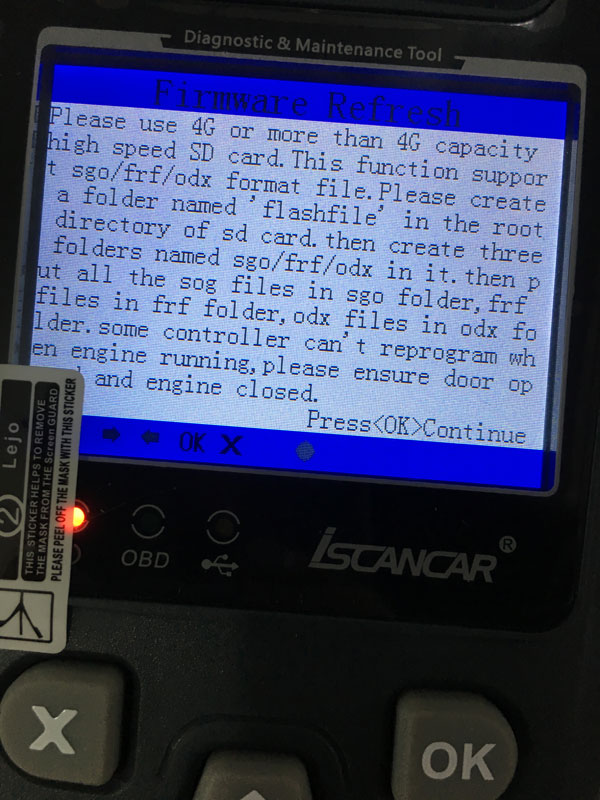 Diagnostic & Maintenance Tool
Firmware Refresh
Please use 4G or more than 4G capacity
high speed SD card.This function suppor
t sgo/frf/odx format file.Please create
a folder named 'flashfile' in the root
directory of sd card.then create three
folders named sgo/frf/odx in it.then p
ut all the sog files in sgo folder,frf
files in frf folder,odx files in odx fo
lder.some controller can't reprogram wh
en engine running,please ensure door op
and engine closed.
Press<OK>Continue
OK X
OBD
iSCANCAR®
Lejo
2
THIS STICKER HELPS TO REMOVE
THE MASK FROM THE Screen GUARD
PLEASE PEEL OFF THE MASK WITH THIS STICKER
X
OK